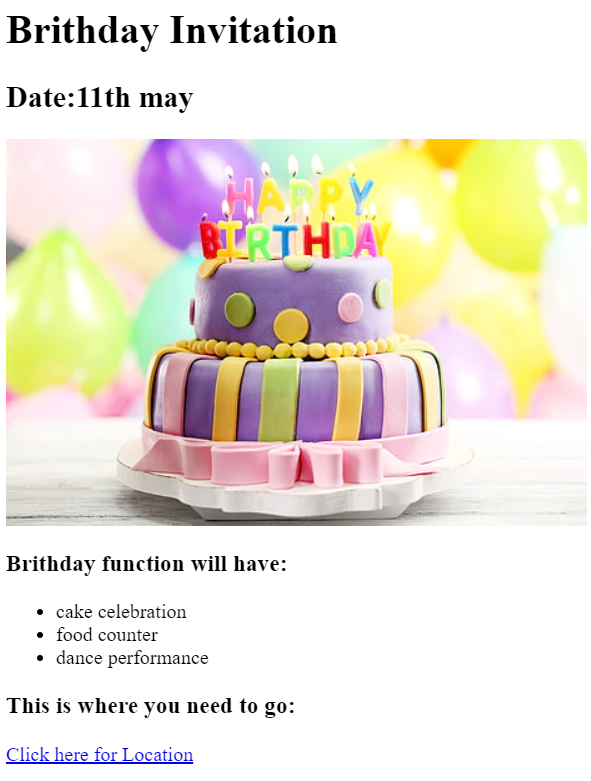 Brithday Invitation
Date:11th may
HAPPY
BIRTHDAY
Brithday function will have:
cake celebration
food counter
dance performance
This is where you need to go:
Click here for Location